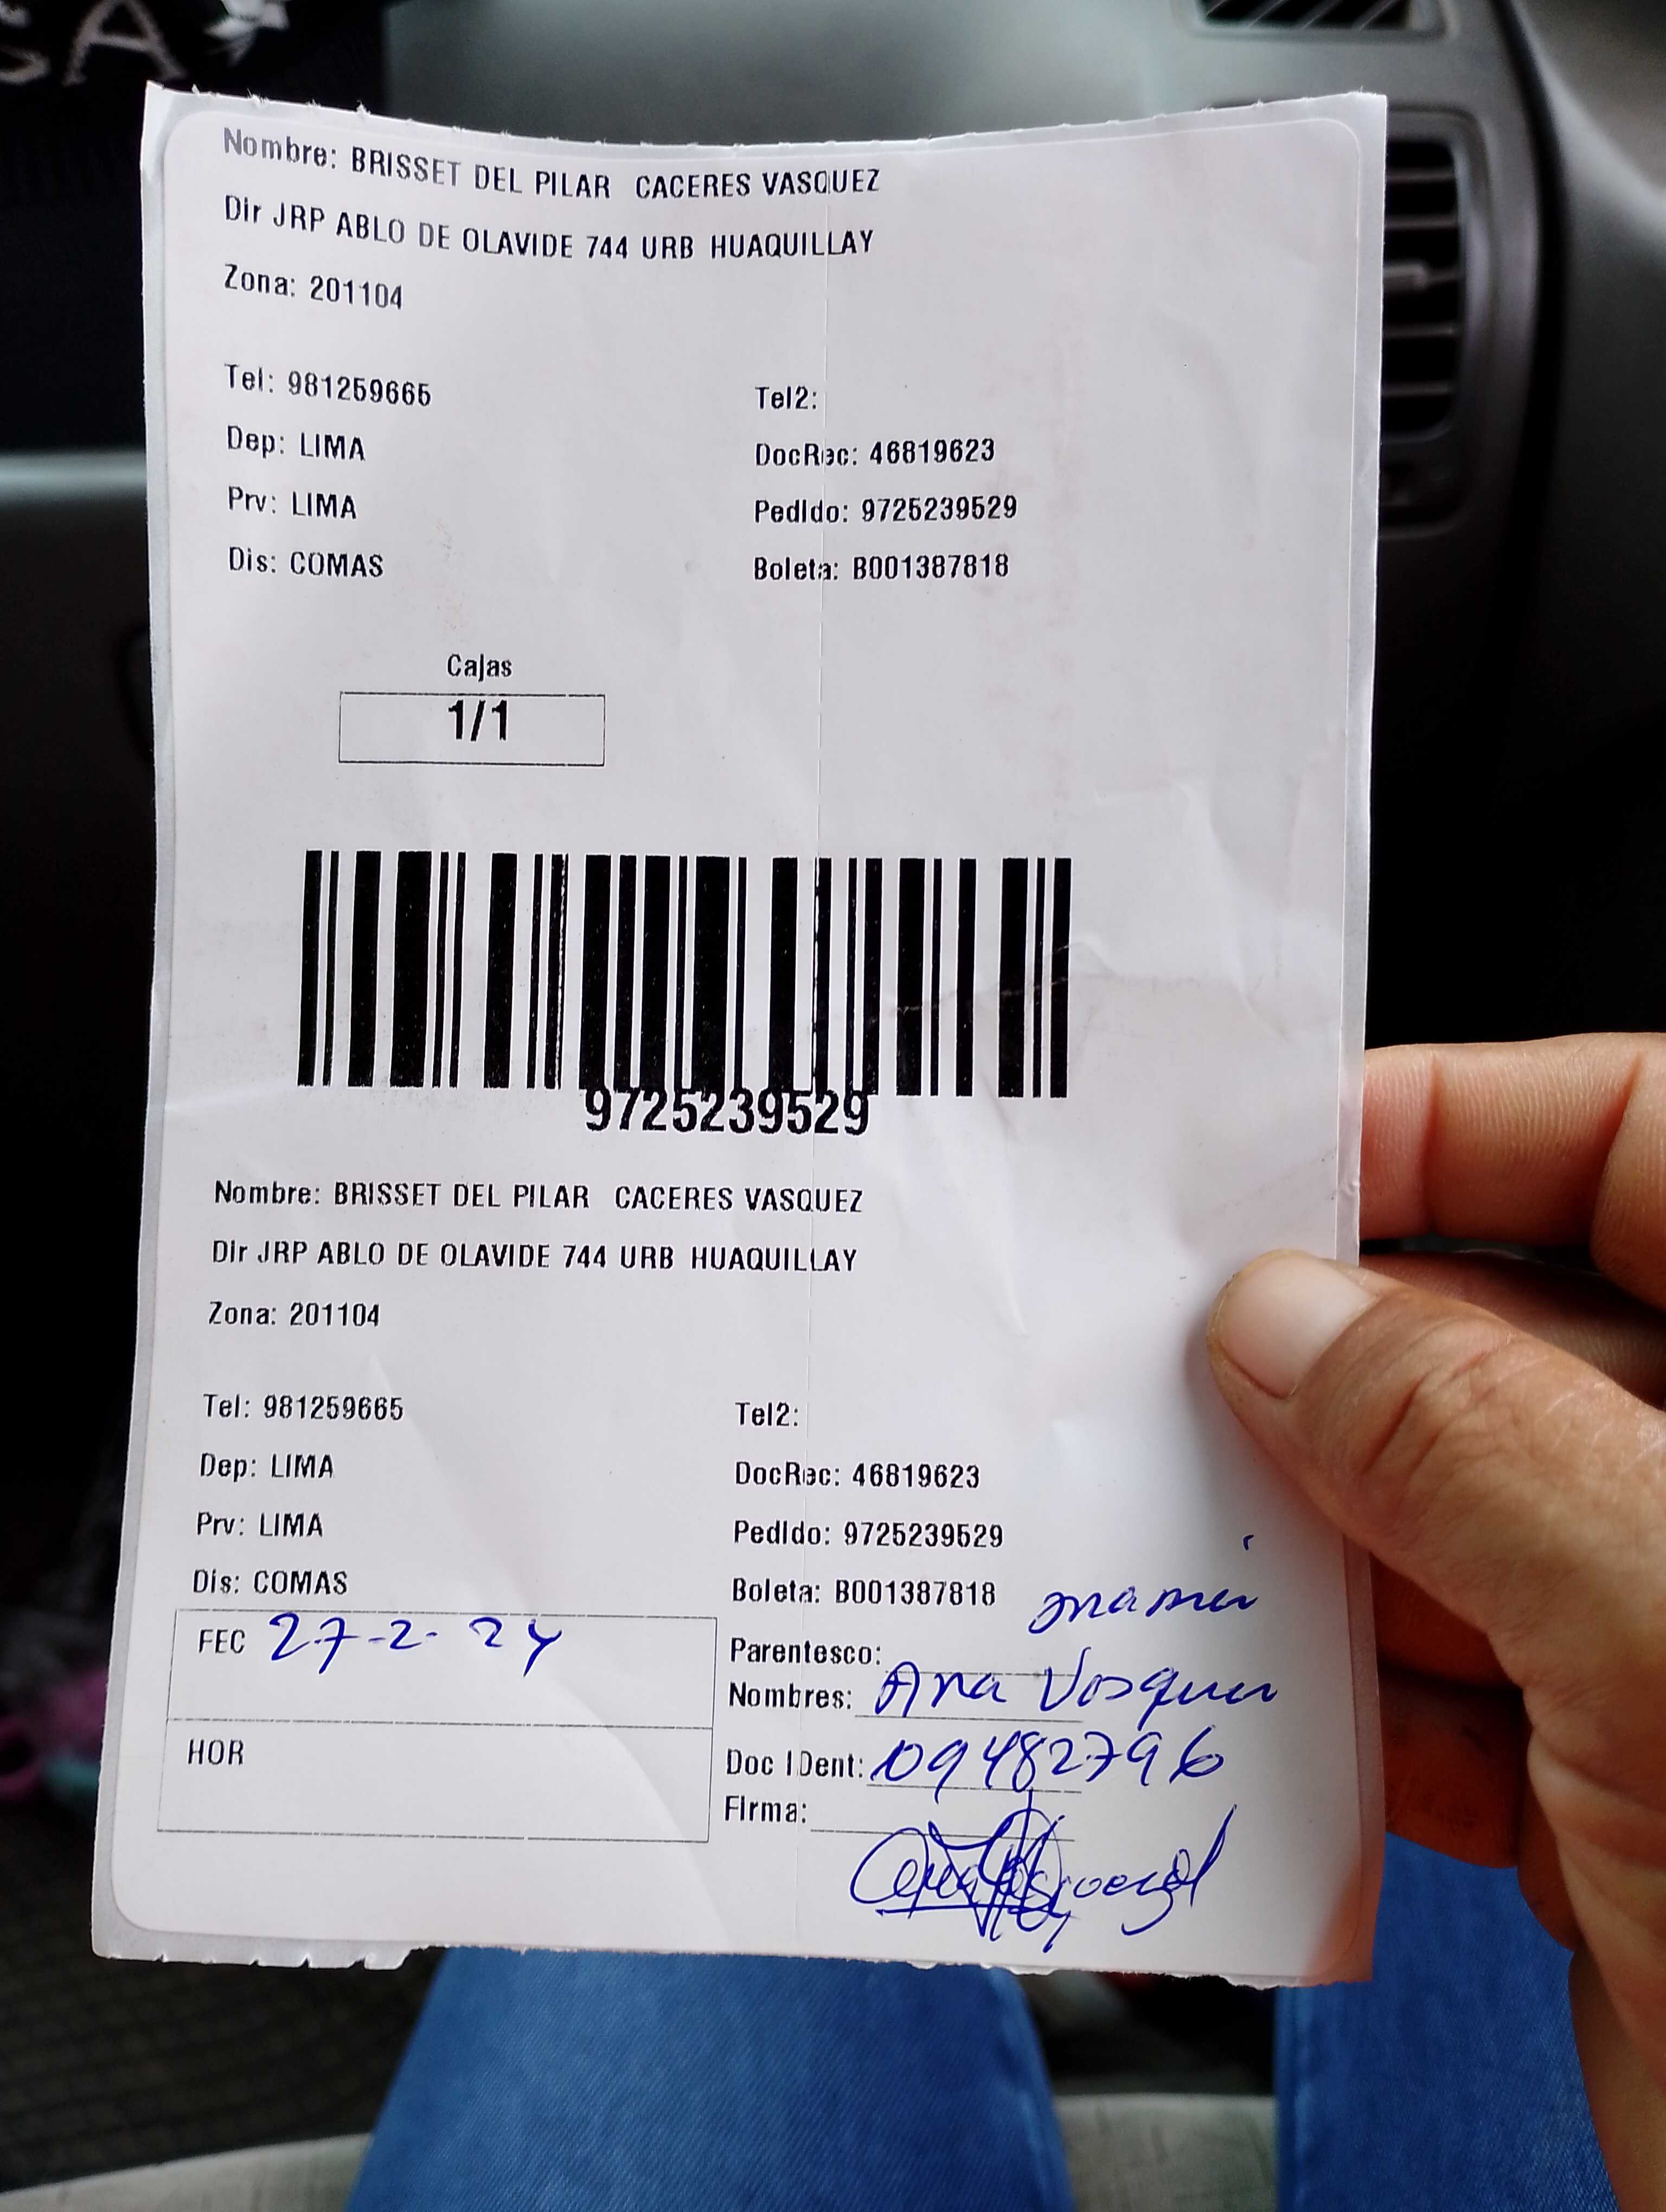 SA
Nombre: BRISSET DEL PILAR CACERES VASQUEZ
Dir JRP ABLO DE OLAVIDE 744 URB HUAQUILLAY
Zona: 201104
Tel: 981259665 Tel2:
Dep: LIMA DocRec: 46819623
Prv: LIMA Pedido: 9725239529
Dis: COMAS Boleta: B001387818
Cajas
1/1
9725239529
Nombre: BRISSET DEL PILAR CACERES VASQUEZ
Dir JRP ABLO DE OLAVIDE 744 URB HUAQUILLAY
Zona: 201104
Tel: 981259665 Tel2:
Dep: LIMA DocRec: 46819623
Prv: LIMA Pedido: 9725239529
Dis: COMAS Boleta: B001387818
FEC 27-2-24 Parentesco: mami
Nombres: Ana Vasquez
HOR Doc IDent: 09482796
Firma: